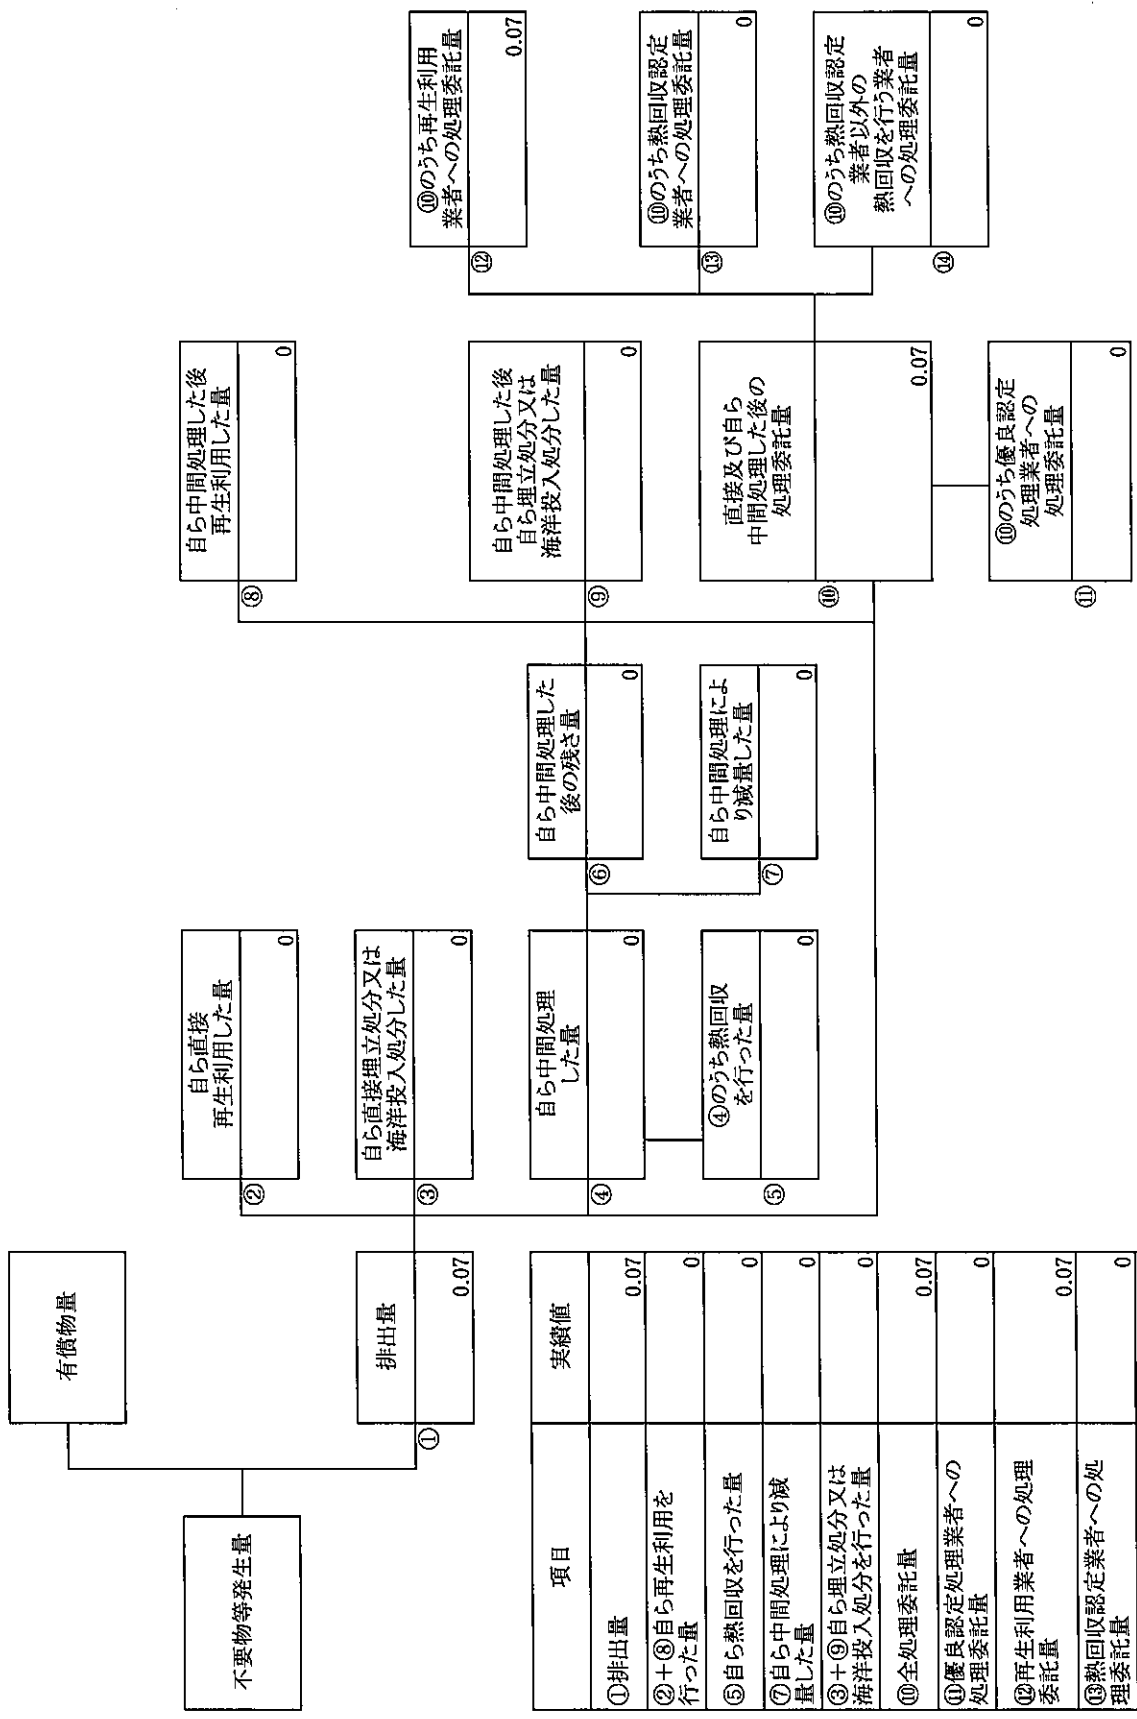 不要物等発生量
有償物量
排出量
①
0.07
自ら直接
再生利用した量
②
0
自ら直接埋立処分又は
海洋投入処分した量
③
0
自ら中間処理
した量
④
0
④のうち熱回収
を行った量
⑤
0
自ら中間処理した
後の残さ量
⑥
0
自ら中間処理によ
り減量した量
⑦
0
自ら中間処理した後
再生利用した量
⑧
0
自ら中間処理した後
自ら埋立処分又は
海洋投入処分した量
⑨
0
直接及び自ら
中間処理した後の
処理委託量
⑩
0.07
⑩のうち優良認定
処理業者への
処理委託量
⑪
0
⑩のうち再生利用
業者への処理委託量
⑫
0.07
⑩のうち熱回収認定
業者への処理委託量
⑬
0
⑩のうち熱回収認定
業者以外の
熱回収を行う業者
への処理委託量
⑭
0
項目 実績値
①排出量 0.07
②+⑧自ら再生利用を
行った量 0
⑤自ら熱回収を行った量 0
⑦自ら中間処理により減
量した量 0
③+⑨自ら埋立処分又は
海洋投入処分を行った量 0
⑩全処理委託量 0.07
⑪優良認定処理業者への
処理委託量 0
⑫再生利用業者への処理
委託量 0.07
⑬熱回収認定業者への処
理委託量 0